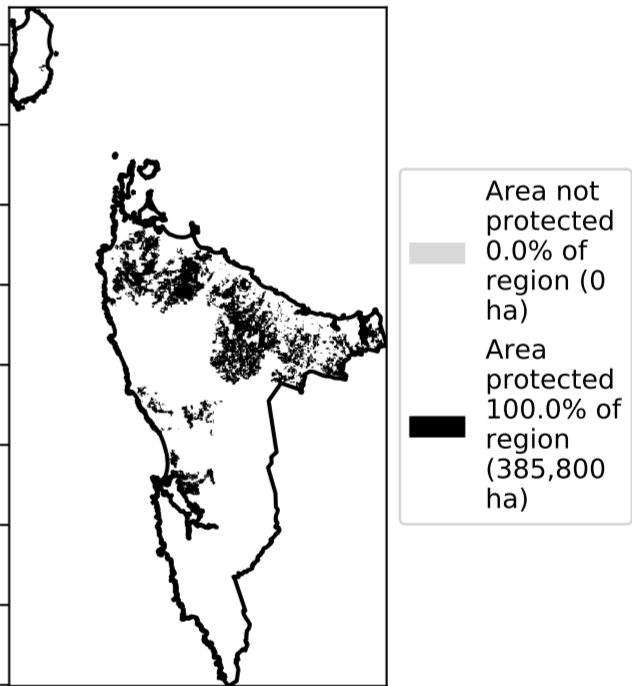 Area not
protected
0.0% of
region (0
ha)
Area
protected
100.0% of
region
(385,800
ha)